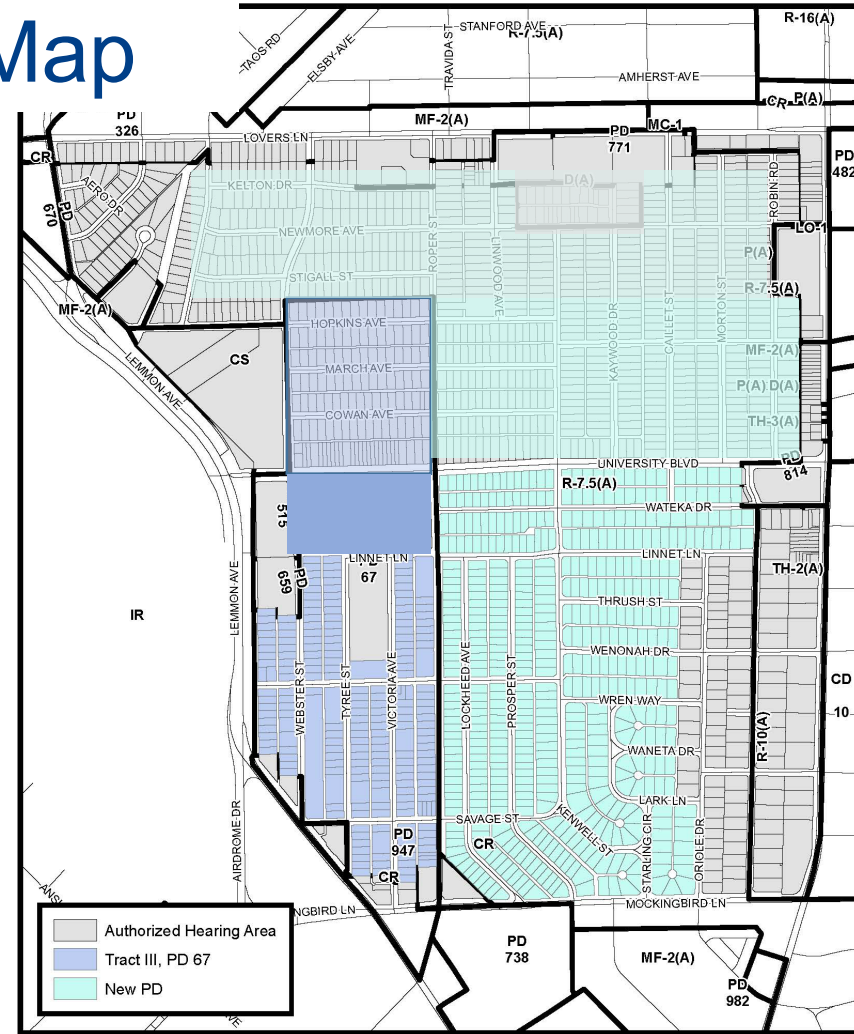 Map
TAOS RD
ELSBY AVE
TRAVIDA ST
STANFORD AVE
R-7.5(A)
R-16(A)
AMHERST AVE
CR
P(A)
PD
326
MF-2(A)
MC-1
PD
771
LOVERS LN
CR
PD
482
AERO DR
PD
670
KELTON DR
D(A)
ROBIN RD
NEWMORE AVE
ROPER ST
LINWOOD AVE
LO-1
P(A)
STIGALL ST
R-7.5(A)
MF-2(A)
HOPKINS AVE
KAYWOOD DR
CAILLET ST
MORTON ST
LEMMON AVE
CS
MARCH AVE
MF-2(A)
P(A) D(A)
COWAN AVE
TH-3(A)
UNIVERSITY BLVD
PD
814
R-7.5(A)
515
WATEKA DR
LINNET LN
LINNET LN
PD
659
67
TH-2(A)
IR
LEMMON AVE
THRUSH ST
WENONAH DR
WEBSTER ST
TYREE ST
VICTORIA AVE
LOCKHEED AVE
PROSPER ST
CD
10
WREN WAY
R-10(A)
WANETA DR
LARK LN
SAVAGE ST
KENWELL ST
STARLING CIR
ORIOLE DR
AIRDROME DR
PD
947
CR
CR
NGBIRD LN
MOCKINGBIRD LN
Authorized Hearing Area
Tract III, PD 67
New PD
PD
738
MF-2(A)
PD
982